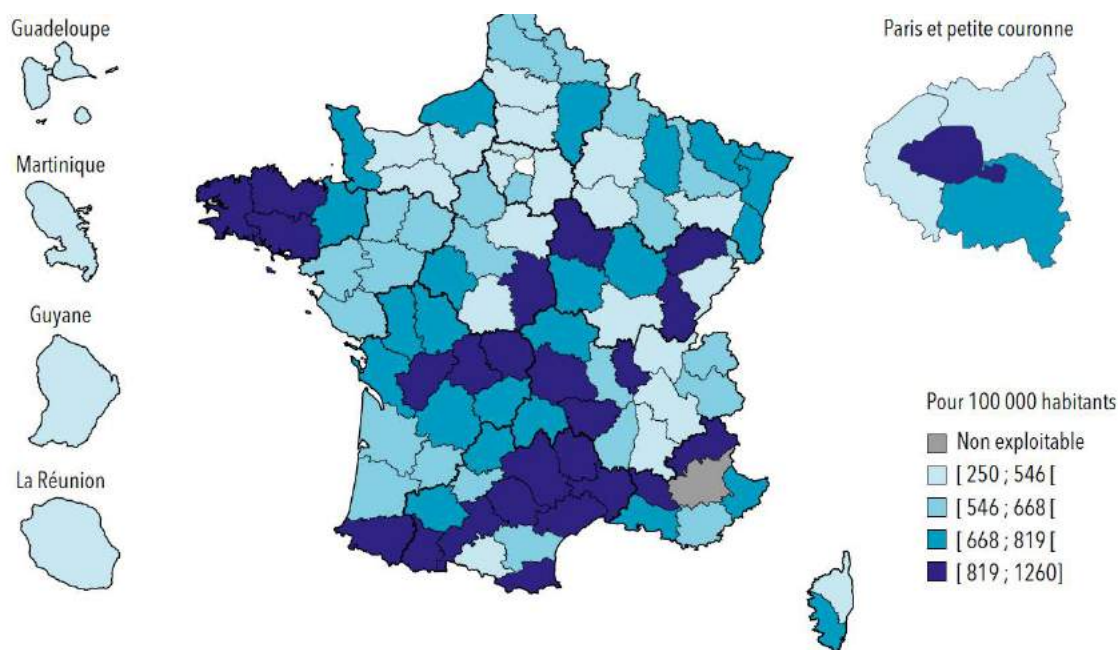 Guadeloupe
Martinique
Guyane
La Réunion
Paris et petite couronne
Pour 100 000 habitants
Non exploitable
[ 250 ; 546 [
[ 546 ; 668 [
[ 668 ; 819 [
[ 819 ; 1260]